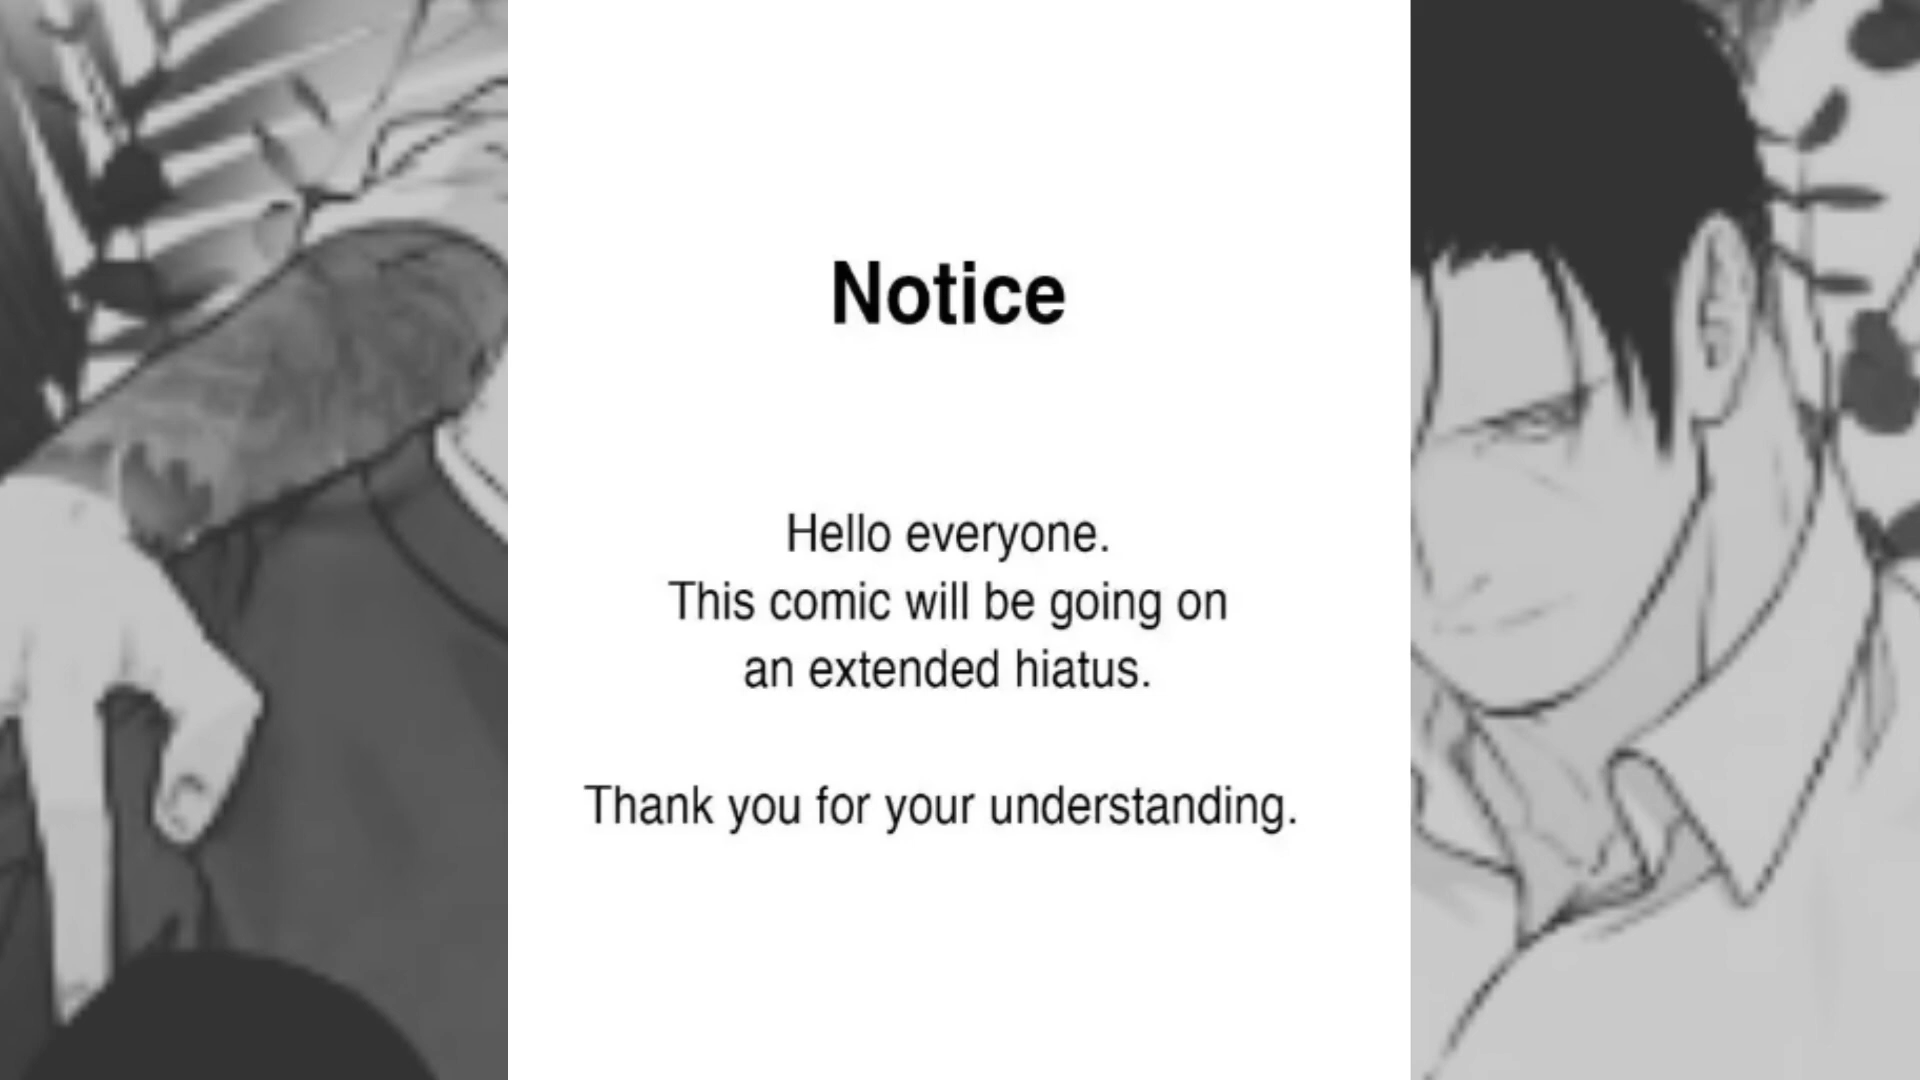 Notice
Hello everyone.
This comic will be going on
an extended hiatus.
Thank you for your understanding.